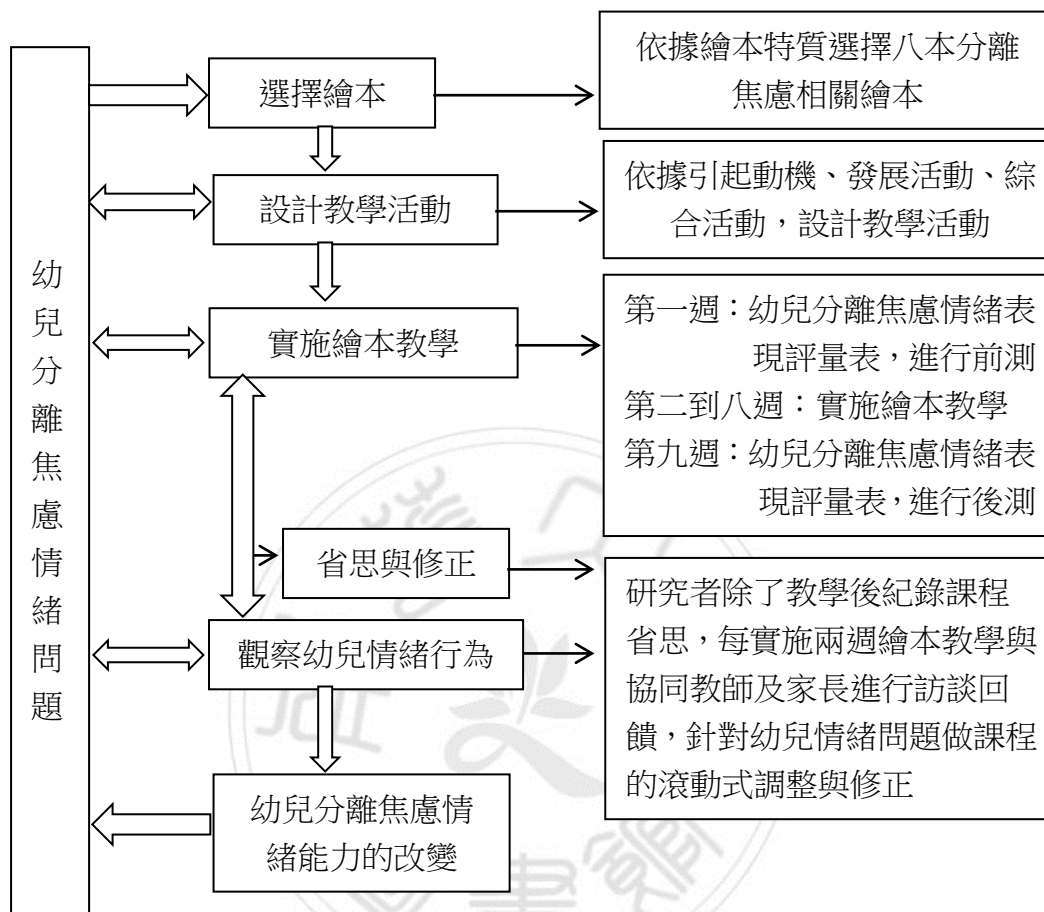 幼兒分離焦慮情緒問題
選擇繪本
依據繪本特質選擇八本分離
焦慮相關繪本
設計教學活動
依據引起動機、發展活動、綜
合活動,設計教學活動
實施繪本教學
第一週:幼兒分離焦慮情緒表
現評量表,進行前測
第二到八週:實施繪本教學
第九週:幼兒分離焦慮情緒表
現評量表,進行後測
省思與修正
觀察幼兒情緒行為
研究者除了教學後紀錄課程
省思,每實施兩週繪本教學與
協同教師及家長進行訪談回
饋,針對幼兒情緒問題做課程
的滾動式調整與修正
幼兒分離焦慮情
緒能力的改變